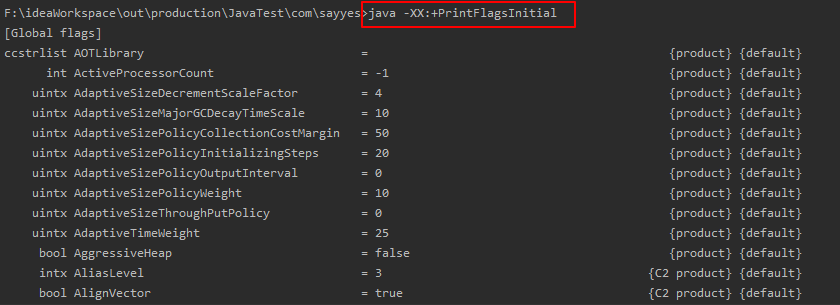 F:\ideaWorkspace\out\production\JavaTest\com\sayyes>java -XX:+PrintFlagsInitial
[Global flags]
ccstrlist AOTLibrary = {product} {default}
int ActiveProcessorCount = -1 {product} {default}
uintx AdaptiveSizeDecrementScaleFactor = 4 {product} {default}
uintx AdaptiveSizeMajorGCDecayTimeScale = 10 {product} {default}
uintx AdaptiveSizePolicyCollectionCostMargin = 50 {product} {default}
uintx AdaptiveSizePolicyInitializingSteps = 20 {product} {default}
uintx AdaptiveSizePolicyOutputInterval = 0 {product} {default}
uintx AdaptiveSizePolicyWeight = 10 {product} {default}
uintx AdaptiveSizeThroughPutPolicy = 0 {product} {default}
uintx AdaptiveTimeWeight = 25 {product} {default}
bool AggressiveHeap = false {product} {default}
intx AliasLevel = 3 {C2 product} {default}
bool AlignVector = true {C2 product} {default}